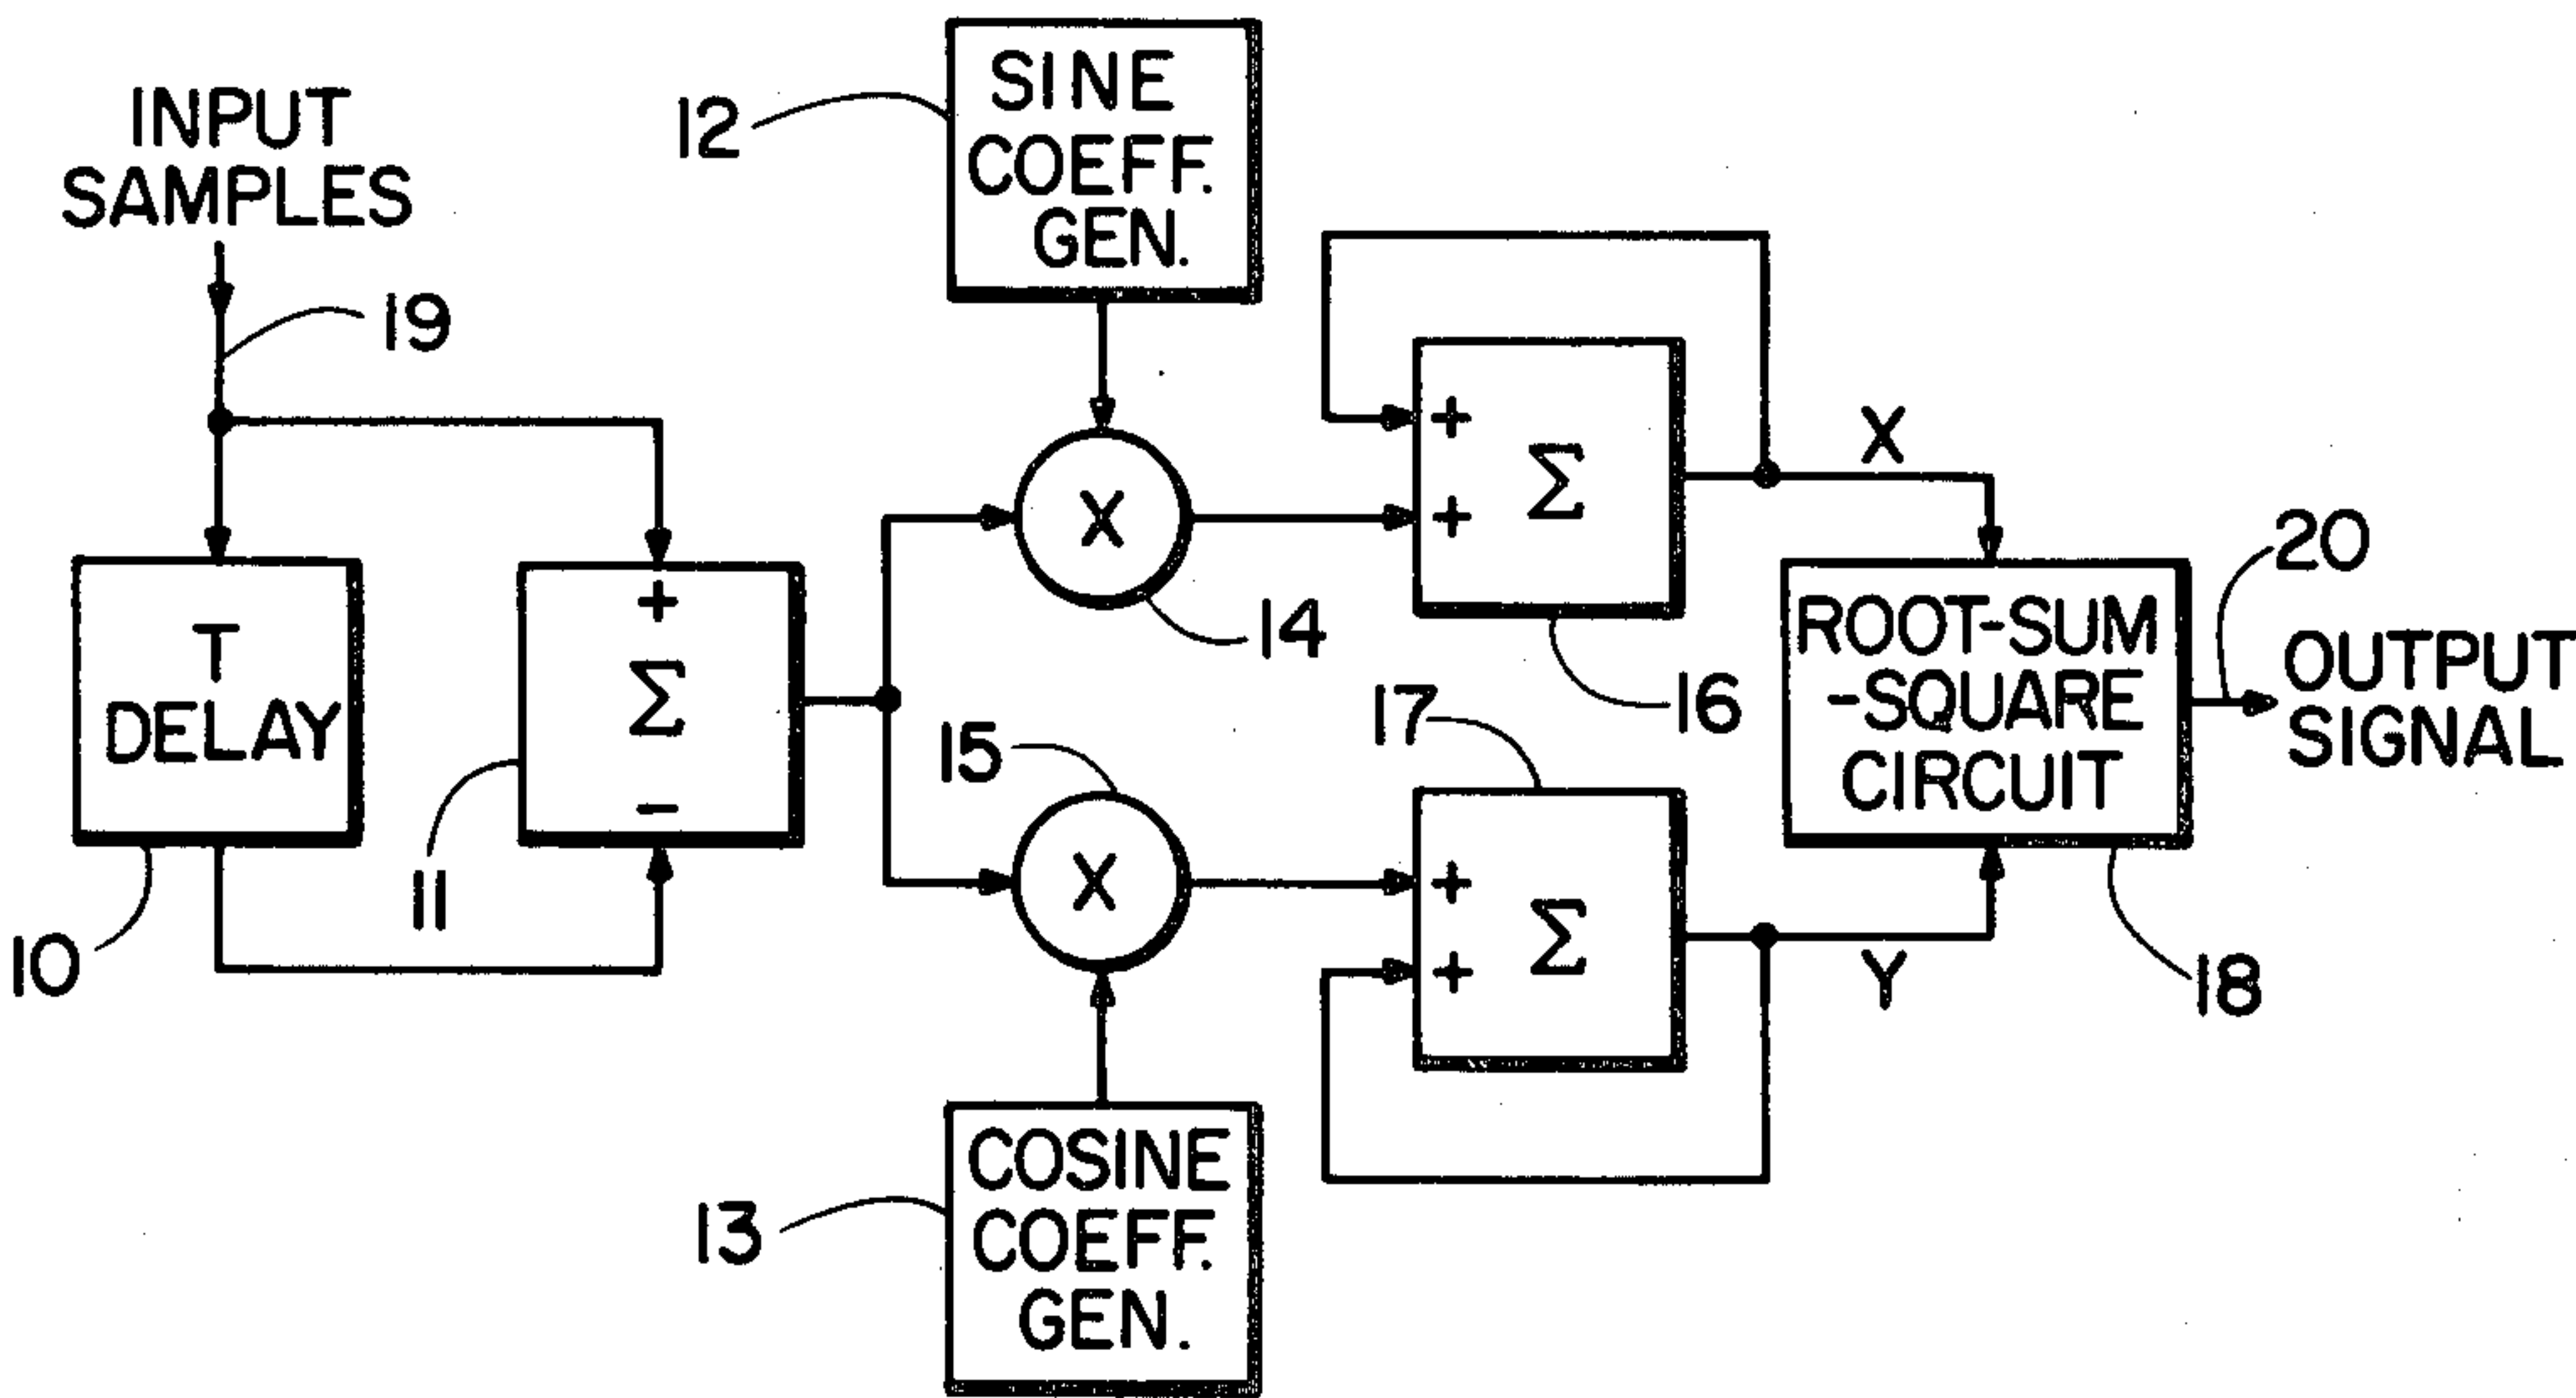 INPUT
SAMPLES
19
T
DELAY
10
+
Σ
-
11
SINE
COEFF.
GEN.
12
X
14
X
15
COSINE
COEFF.
GEN.
13
+
+
Σ
16
X
17
+
+
Σ
Y
ROOT-SUM
-SQUARE
CIRCUIT
18
20
OUTPUT
SIGNAL